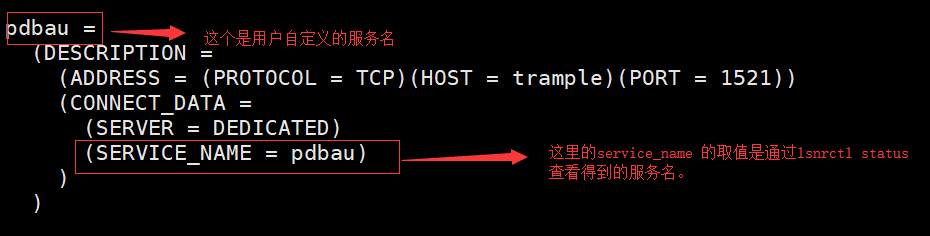 pdbau =
这个是用户自定义的服务名
(DESCRIPTION =
(ADDRESS = (PROTOCOL = TCP)(HOST = trample)(PORT = 1521))
(CONNECT_DATA =
(SERVER = DEDICATED)
(SERVICE_NAME = pdbau)
这里的service_name 的取值是通过lsnrctl status
查看得到的服务名。
)
)